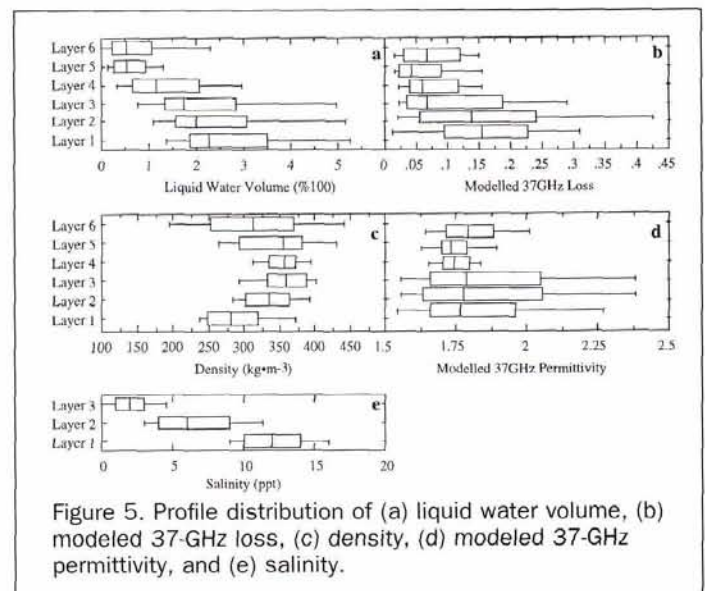 Layer 6
Layer 5
Layer 4
Layer 3
Layer 2
Layer 1
a
0 1 2 3 4 5
Liquid Water Volume (%100)
b
0 .05 .1 .15 .2 .25 .3 .35 .4 .45
Modelled 37GHz Loss
Layer 6
Layer 5
Layer 4
Layer 3
Layer 2
Layer 1
c
100 150 200 250 300 350 400 450
Density (kg•m-3)
d
1.5 1.75 2 2.25 2.5
Modelled 37GHz Permittivity
Layer 3
Layer 2
Layer 1
e
0 5 10 15 20
Salinity (ppt)
Figure 5. Profile distribution of (a) liquid water volume, (b)
modeled 37-GHz loss, (c) density, (d) modeled 37-GHz
permittivity, and (e) salinity.